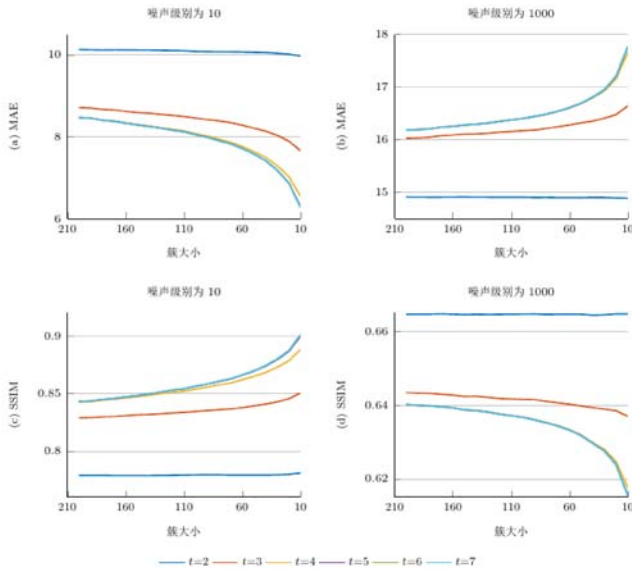 噪声级别为 10
10
8
6
(a) MAE
210 160 110 60 10
簇大小
噪声级别为 1000
18
17
16
15
(b) MAE
210 160 110 60 10
簇大小
噪声级别为 10
0.9
0.85
0.8
(c) SSIM
210 160 110 60 10
簇大小
噪声级别为 1000
0.66
0.64
0.62
(d) SSIM
210 160 110 60 10
簇大小
t=2 t=3 t=4 t=5 t=6 t=7